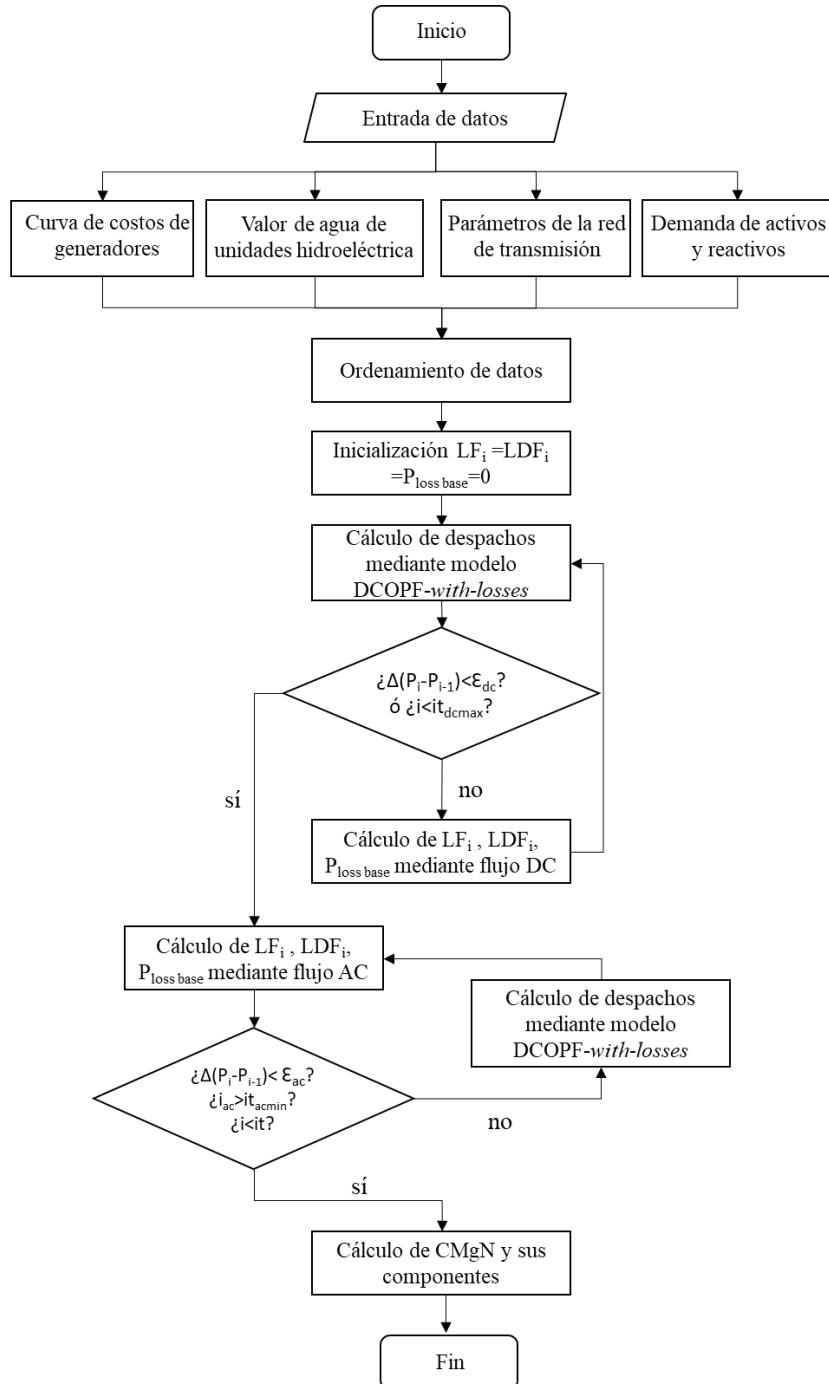 Inicio
Entrada de datos
Curva de costos de
generadores
Valor de agua de
unidades hidroeléctrica
Parámetros de la red
de transmisión
Demanda de activos
y reactivos
Ordenamiento de datos
Inicialización LFi =LDFi
=Ploss base=0
Cálculo de despachos
mediante modelo
DCOPF-with-losses
¿Δ(Pi-Pi-1)<Ɛdc?
ó ¿i<itdcmax?
sí
no
Cálculo de LFi , LDFi,
Ploss base mediante flujo DC
Cálculo de LFi , LDFi,
Ploss base mediante flujo AC
Cálculo de despachos
mediante modelo
DCOPF-with-losses
¿Δ(Pi-Pi-1)< Ɛac?
¿iac>itacmin?
¿i<it?
no
sí
Cálculo de CMgN y sus
componentes
Fin